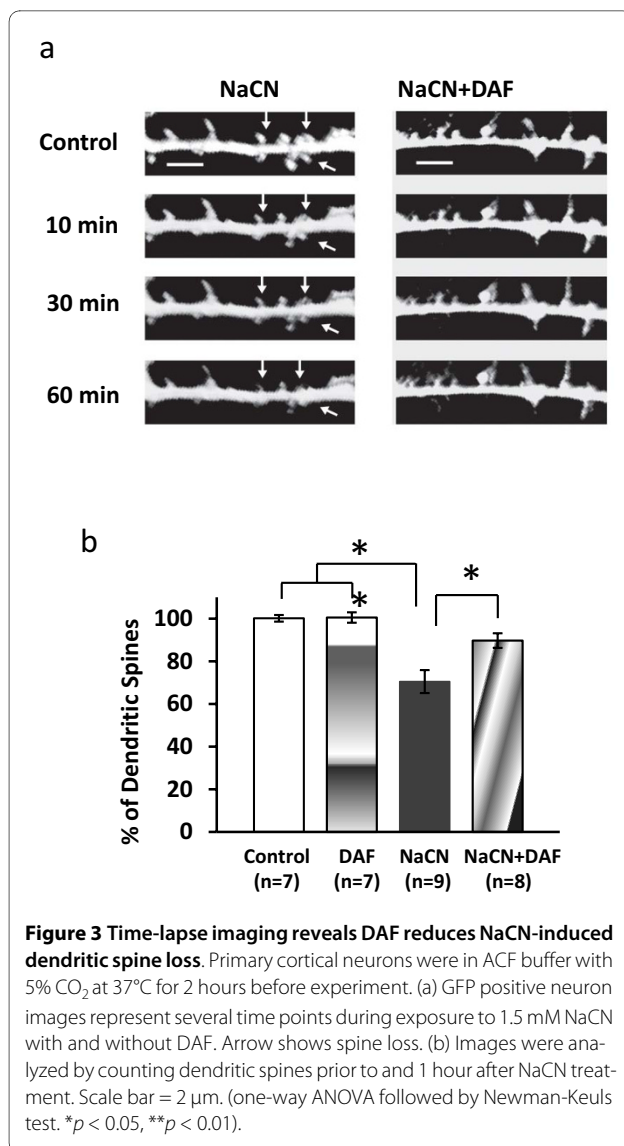 a
NaCN NaCN+DAF
Control
10 min
30 min
60 min
b
* *
*
% of Dendritic Spines
100
80
60
40
20
0
Control DAF NaCN NaCN+DAF
(n=7) (n=7) (n=9) (n=8)
Figure 3 Time-lapse imaging reveals DAF reduces NaCN-induced
dendritic spine loss. Primary cortical neurons were in ACF buffer with
5% CO₂ at 37°C for 2 hours before experiment. (a) GFP positive neuron
images represent several time points during exposure to 1.5 mM NaCN
with and without DAF. Arrow shows spine loss. (b) Images were ana-
lyzed by counting dendritic spines prior to and 1 hour after NaCN treat-
ment. Scale bar = 2 μm. (one-way ANOVA followed by Newman-Keuls
test. *p < 0.05, **p < 0.01).